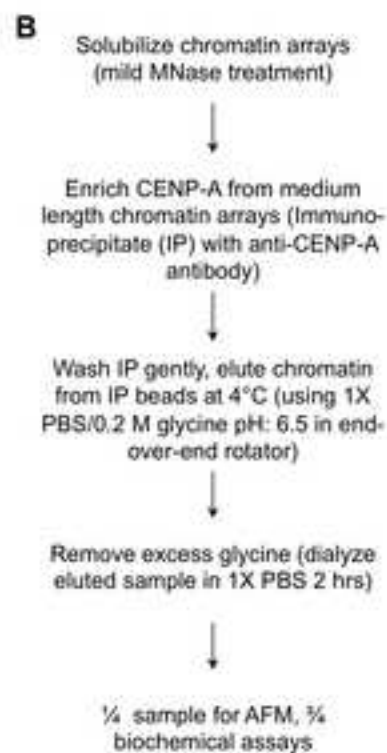 B
Solubilize chromatin arrays
(mild MNase treatment)
Enrich CENP-A from medium
length chromatin arrays (Immuno-
precipitate (IP) with anti-CENP-A
antibody)
Wash IP gently, elute chromatin
from IP beads at 4°C (using 1X
PBS/0.2 M glycine pH: 6.5 in end-
over-end rotator)
Remove excess glycine (dialyze
eluted sample in 1X PBS 2 hrs)
¼ sample for AFM, ¾
biochemical assays